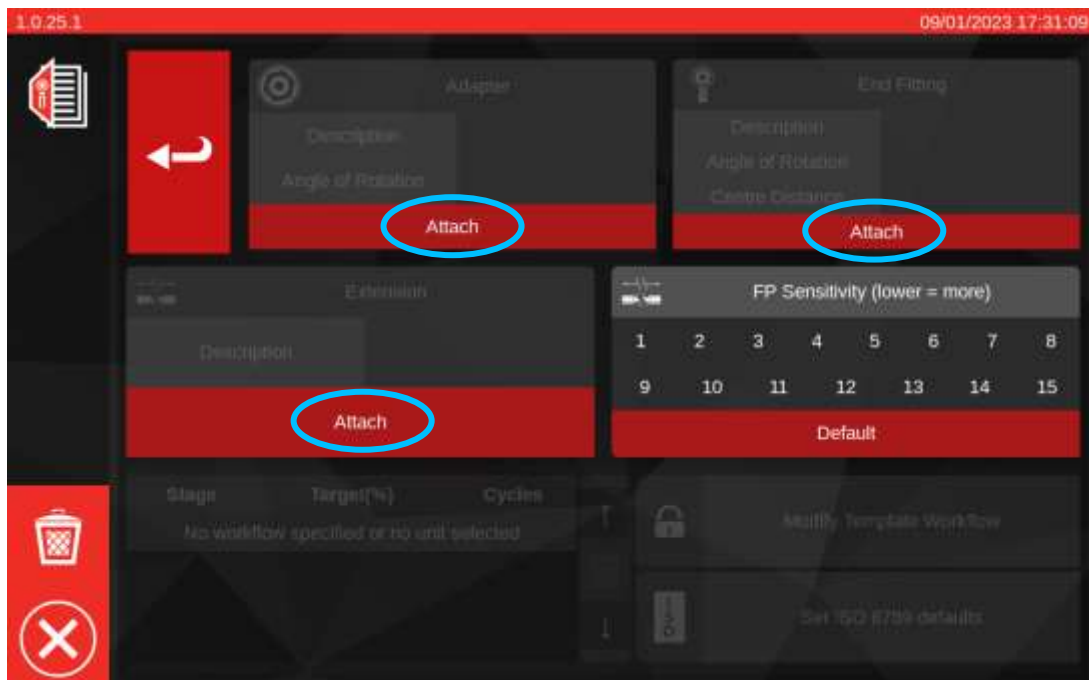 1.0.25.1
09/01/2023 17:31:09
Adapter
Description
Angle of Rotation
Attach
End Fitting
Description
Angle of Rotation
Centre Distance
Attach
Extension
Description
Attach
FP Sensitivity (lower = more)
1 2 3 4 5 6 7 8
9 10 11 12 13 14 15
Default
Stage Target(%) Cycles
No workflow specified or no unit selected
Modify Template Workflow
Set ISO 6789 defaults